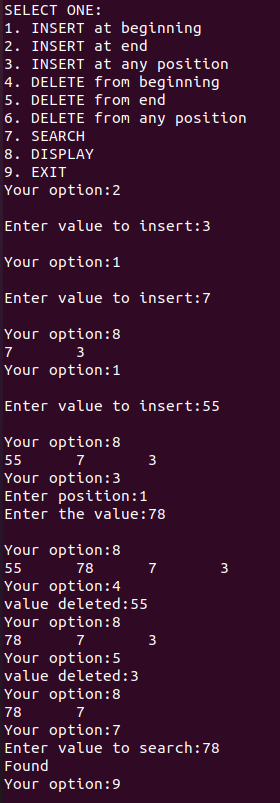 SELECT ONE:
1. INSERT at beginning
2. INSERT at end
3. INSERT at any position
4. DELETE from beginning
5. DELETE from end
6. DELETE from any position
7. SEARCH
8. DISPLAY
9. EXIT
Your option:2
Enter value to insert:3
Your option:1
Enter value to insert:7
Your option:8
7 3
Your option:1
Enter value to insert:55
Your option:8
55 7 3
Your option:3
Enter position:1
Enter the value:78
Your option:8
55 78 7 3
Your option:4
value deleted:55
Your option:8
78 7 3
Your option:5
value deleted:3
Your option:8
78 7
Your option:7
Enter value to search:78
Found
Your option:9